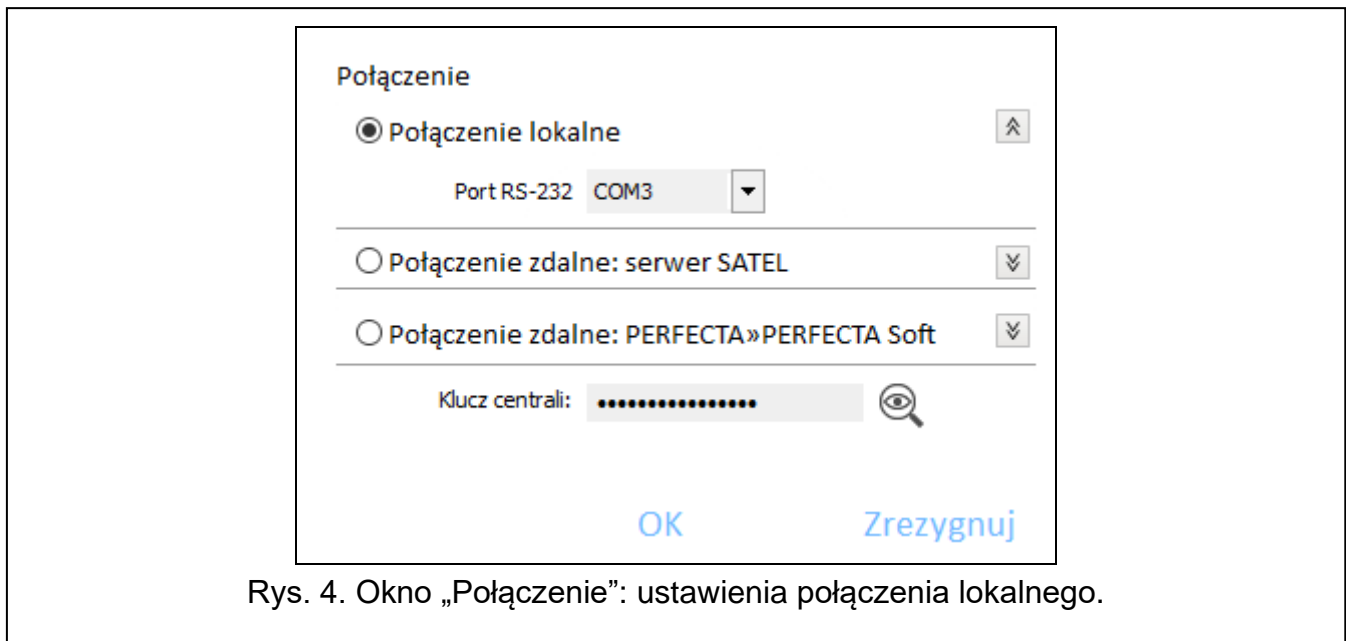 Połączenie
Połączenie lokalne
Port RS-232 COM3
Połączenie zdalne: serwer SATEL
Połączenie zdalne: PERFECTA»PERFECTA Soft
Klucz centrali: ••••••••••••••••
OK Zrezygnuj
Rys. 4. Okno „Połączenie”: ustawienia połączenia lokalnego.